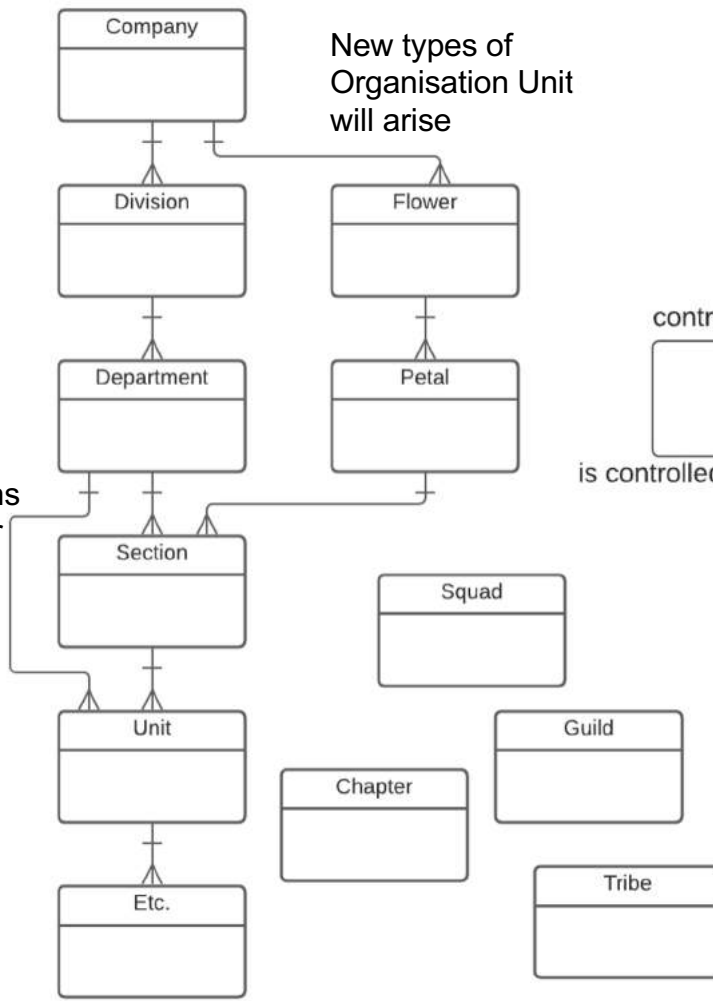 Company
New types of
Organisation Unit
will arise
Division
Flower
Department
Petal
Section
Squad
Unit
Guild
Chapter
Etc.
Tribe